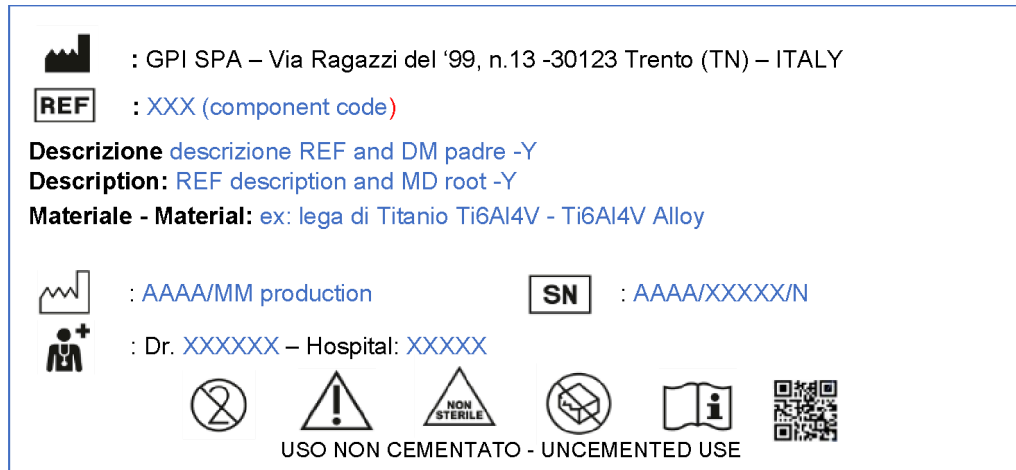 : GPI SPA – Via Ragazzi del ‘99, n.13 -30123 Trento (TN) – ITALY
REF : XXX (component code)
Descrizione descrizione REF and DM padre -Y
Description: REF description and MD root -Y
Materiale - Material: ex: lega di Titanio Ti6Al4V - Ti6Al4V Alloy
: AAAA/MM production SN : AAAA/XXXXX/N
: Dr. XXXXXX – Hospital: XXXXX
2 NON STERILE i
USO NON CEMENTATO - UNCEMENTED USE